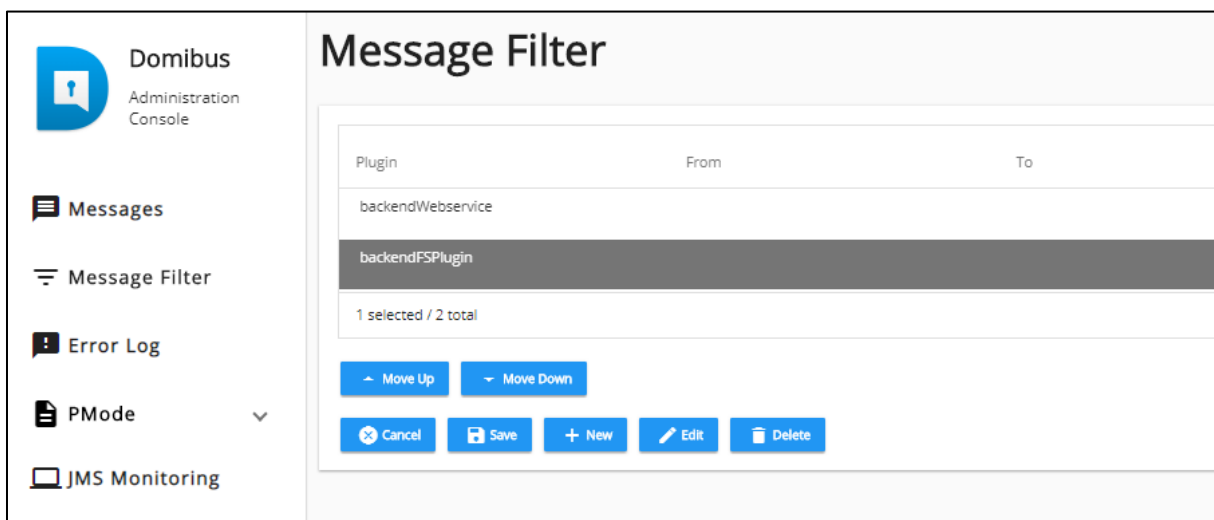 Domibus
Administration
Console
Messages
Message Filter
Error Log
PMode
JMS Monitoring
Message Filter
Plugin From To
backendWebservice
backendFSPlugin
1 selected / 2 total
Move Up Move Down
Cancel Save New Edit Delete